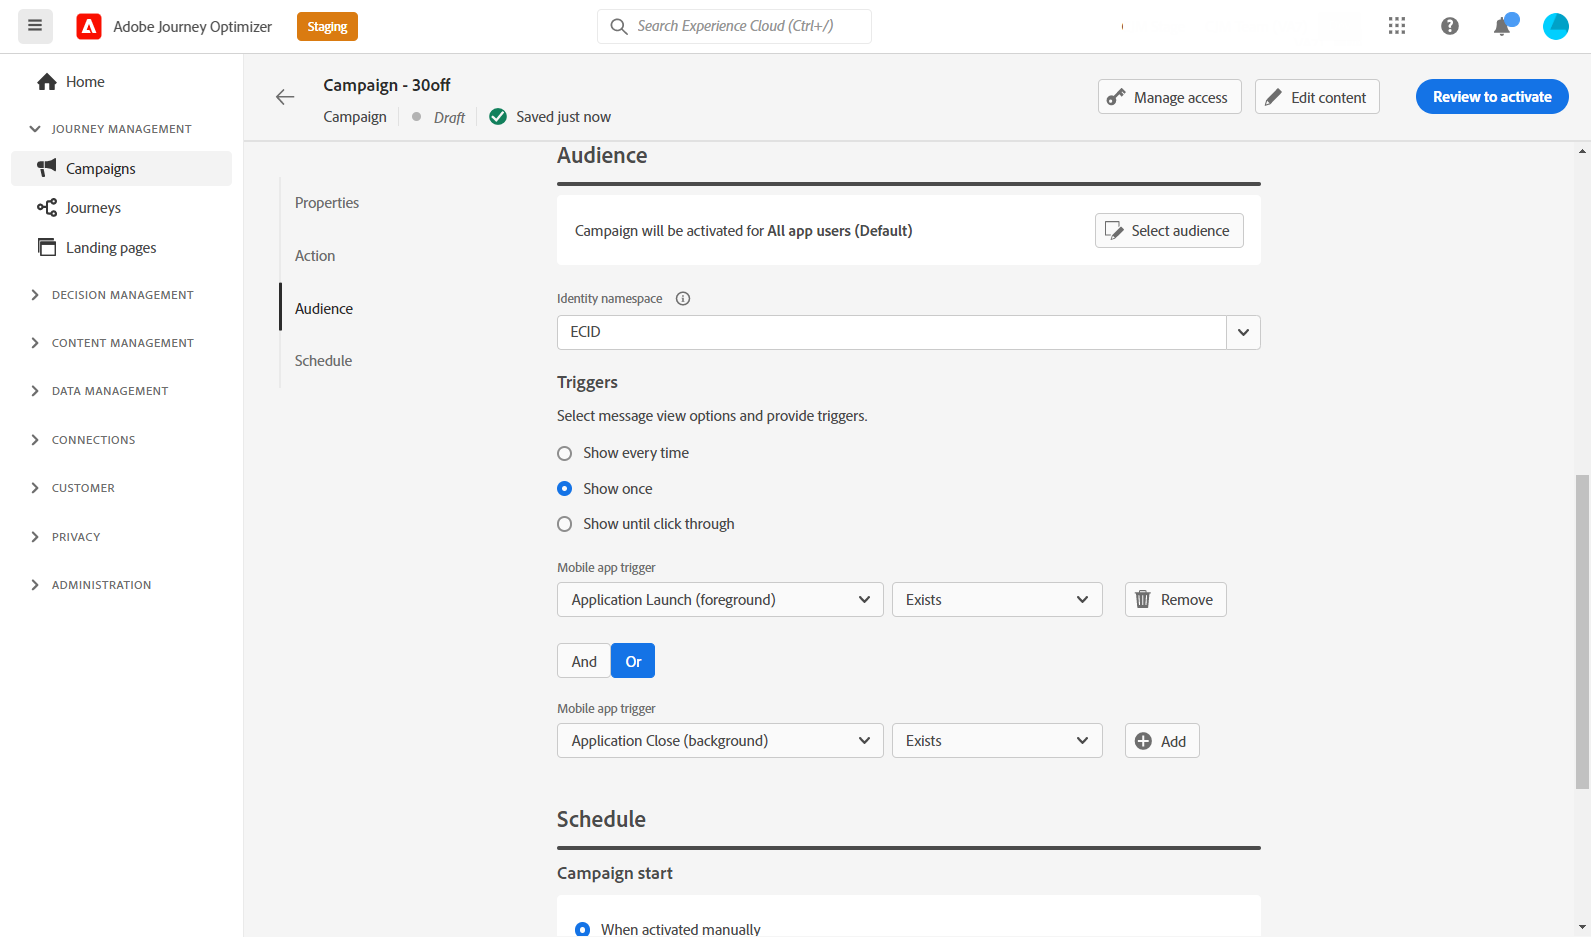 Adobe Journey Optimizer
Staging
Search Experience Cloud (Ctrl+/)
Home
JOURNEY MANAGEMENT
Campaigns
Journeys
Landing pages
DECISION MANAGEMENT
CONTENT MANAGEMENT
DATA MANAGEMENT
CONNECTIONS
CUSTOMER
PRIVACY
ADMINISTRATION
Campaign - 30off
Campaign
Draft
Saved just now
Manage access
Edit content
Review to activate
Properties
Action
Audience
Schedule
Audience
Campaign will be activated for All app users (Default)
Select audience
Identity namespace
ECID
Triggers
Select message view options and provide triggers.
Show every time
Show once
Show until click through
Mobile app trigger
Application Launch (foreground)
Exists
Remove
And
Or
Mobile app trigger
Application Close (background)
Exists
Add
Schedule
Campaign start
When activated manually